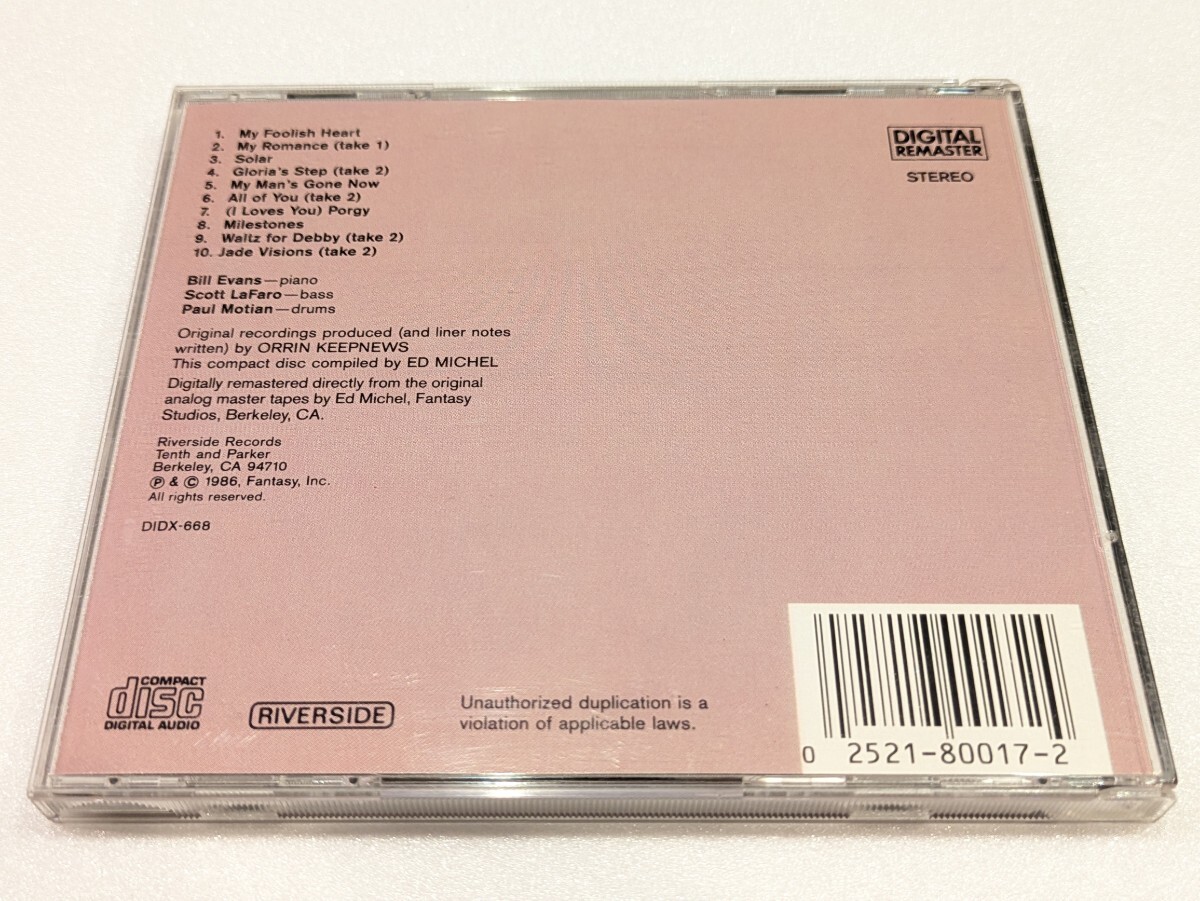 1. My Foolish Heart
2. My Romance (take 1)
3. Solar
4. Gloria's Step (take 2)
5. My Man's Gone Now
6. All of You (take 2)
7. (I Loves You) Porgy
8. Milestones
9. Waltz for Debby (take 2)
10. Jade Visions (take 2)
Bill Evans—piano
Scott LaFaro—bass
Paul Motian—drums
Original recordings produced (and liner notes
written) by ORRIN KEEPNEWS
This compact disc compiled by ED MICHEL
Digitally remastered directly from the original
analog master tapes by Ed Michel, Fantasy
Studios, Berkeley, CA.
Riverside Records
Tenth and Parker
Berkeley, CA 94710
Ⓟ & © 1986, Fantasy, Inc.
All rights reserved.
DIDX-668
DIGITAL
REMASTER
STEREO
COMPACT
disc
DIGITAL AUDIO
RIVERSIDE
Unauthorized duplication is a
violation of applicable laws.
0 2521-80017-2